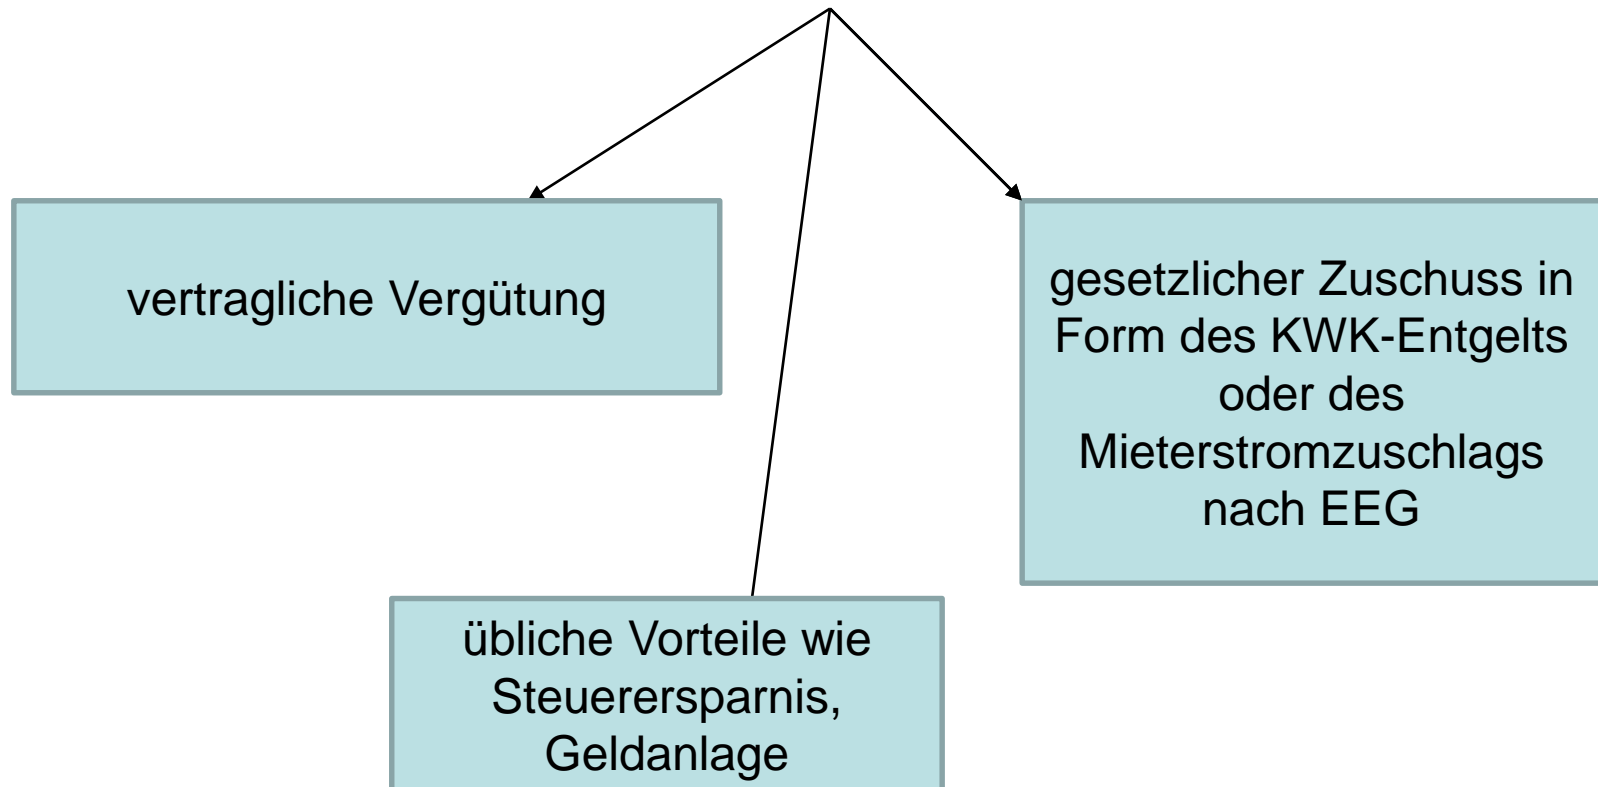 vertragliche Vergütung
gesetzlicher Zuschuss in
Form des KWK-Entgelts
oder des
Mieterstromzuschlags
nach EEG
übliche Vorteile wie
Steuerersparnis,
Geldanlage